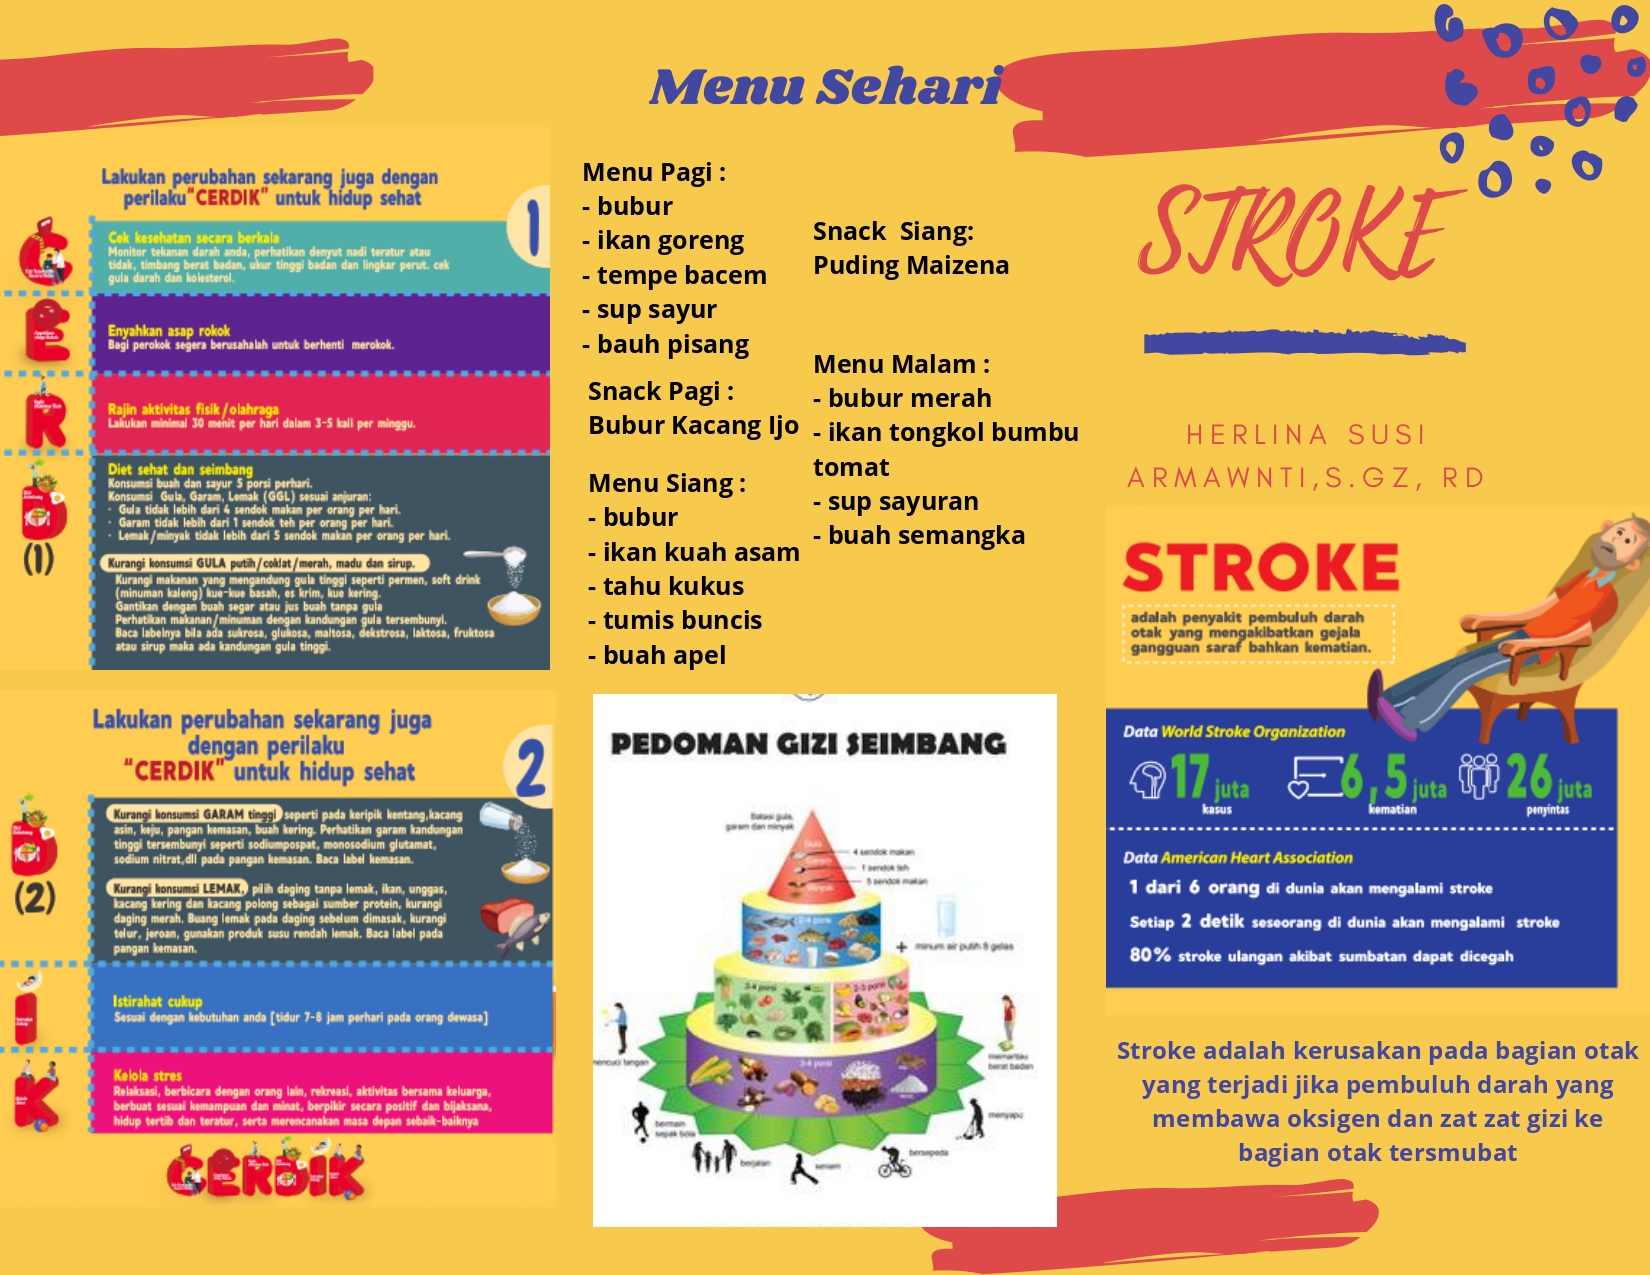 Lakukan perubahan sekarang juga dengan
perilaku "CERDIK" untuk hidup sehat
1
C
Cek kesehatan secara berkala
Monitor tekanan darah anda, perhatikan denyut nadi teratur atau
tidak, timbang berat badan, ukur tinggi badan dan lingkar perut. cek
gula darah dan kolesterol.
E
Enyahkan asap rokok
Bagi perokok segera berusahalah untuk berhenti merokok.
R
Rajin aktivitas fisik/olahraga
Lakukan minimal 30 menit per hari dalam 3-5 kali per minggu.
D
(1)
Diet sehat dan seimbang
Konsumsi buah dan sayur 5 porsi perhari.
Konsumsi Gula, Garam, Lemak (GGL) sesuai anjuran:
- Gula tidak lebih dari 4 sendok makan per orang per hari.
- Garam tidak lebih dari 1 sendok teh per orang per hari.
- Lemak/minyak tidak lebih dari 5 sendok makan per orang per hari.
Kurangi konsumsi GULA putih/coklat/merah, madu dan sirup.
Kurangi makanan yang mengandung gula tinggi seperti permen, soft drink
(minuman kaleng) kue-kue basah, es krim, kue kering.
Gantikan dengan buah segar atau jus buah tanpa gula
Perhatikan makanan/minuman dengan kandungan gula tersembunyi.
Baca labelnya bila ada sukrosa, glukosa, maltosa, dekstrosa, laktosa, fruktosa
atau sirup maka ada kandungan gula tinggi.
Lakukan perubahan sekarang juga
dengan perilaku
"CERDIK" untuk hidup sehat
2
D
(2)
Kurangi konsumsi GARAM tinggi seperti pada keripik kentang,kacang
asin, keju, pangan kemasan, buah kering. Perhatikan garam kandungan
tinggi tersembunyi seperti sodiumpospat, monosodium glutamat,
sodium nitrat,dll pada pangan kemasan. Baca label kemasan.
Kurangi konsumsi LEMAK, pilih daging tanpa lemak, ikan, unggas,
kacang kering dan kacang polong sebagai sumber protein, kurangi
daging merah. Buang lemak pada daging sebelum dimasak, kurangi
telur, jeroan, gunakan produk susu rendah lemak. Baca label pada
pangan kemasan.
I
Istirahat cukup
Sesuai dengan kebutuhan anda [tidur 7-8 jam perhari pada orang dewasa]
K
Kelola stres
Relaksasi, berbicara dengan orang lain, rekreasi, aktivitas bersama keluarga,
berbuat sesuai kemampuan dan minat, berpikir secara positif dan bijaksana,
hidup tertib dan teratur, serta merencanakan masa depan sebaik-baiknya
CERDIK
Menu Sehari
Menu Pagi :
- bubur
- ikan goreng
- tempe bacem
- sup sayur
- bauh pisang
Snack Pagi :
Bubur Kacang Ijo
Menu Siang :
- bubur
- ikan kuah asam
- tahu kukus
- tumis buncis
- buah apel
Snack Siang:
Puding Maizena
Menu Malam :
- bubur merah
- ikan tongkol bumbu
tomat
- sup sayuran
- buah semangka
PEDOMAN GIZI SEIMBANG
Batasi gula,
garam dan minyak
4 sendok makan
1 sendok teh
5 sendok makan
2-4 porsi
+ minum air putih 8 gelas
3-4 porsi
2-3 porsi
3-4 porsi
mencuci tangan
memantau
berat badan
bermain
sepak bola
menyapu
berjalan
senam
bersepeda
STROKE
HERLINA SUSI
ARMAWNTI,S.GZ, RD
STROKE
adalah penyakit pembuluh darah
otak yang mengakibatkan gejala
gangguan saraf bahkan kematian.
Data World Stroke Organization
17 juta
kasus
6,5 juta
kematian
26 juta
penyintas
Data American Heart Association
1 dari 6 orang di dunia akan mengalami stroke
Setiap 2 detik seseorang di dunia akan mengalami stroke
80% stroke ulangan akibat sumbatan dapat dicegah
Stroke adalah kerusakan pada bagian otak
yang terjadi jika pembuluh darah yang
membawa oksigen dan zat zat gizi ke
bagian otak tersmubat